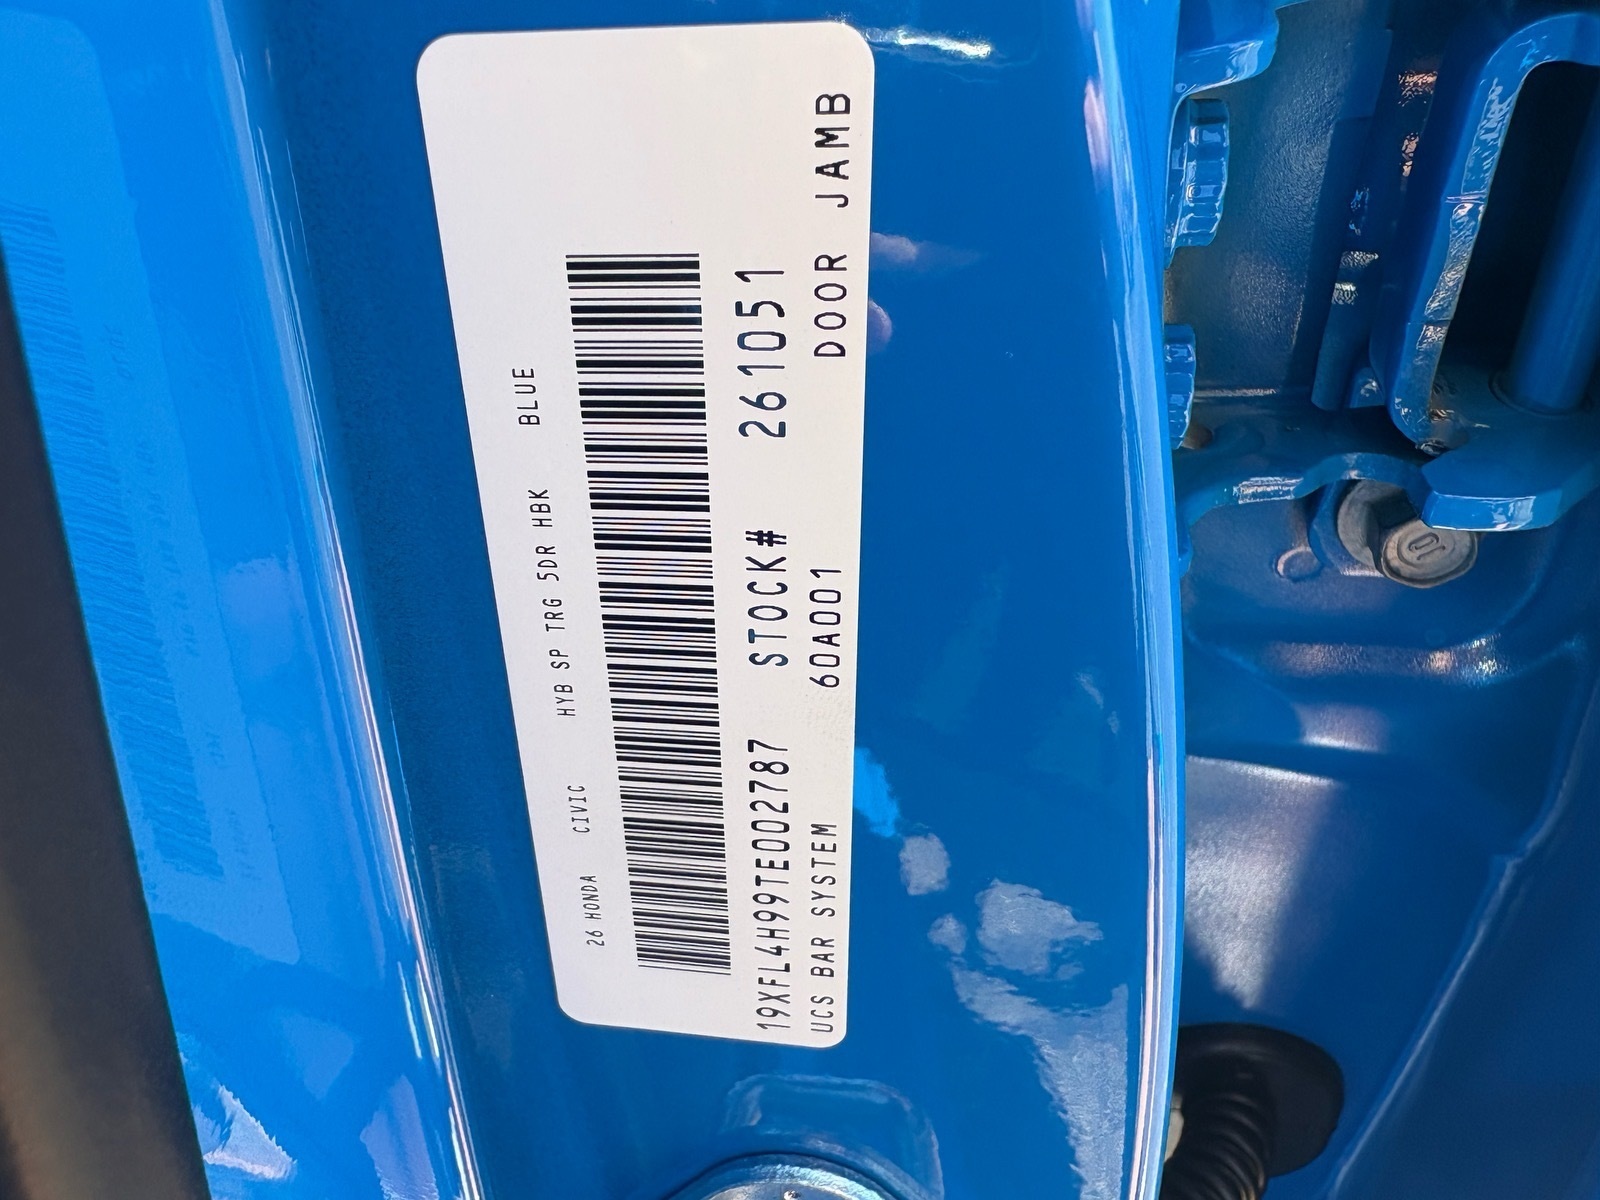 26 HONDA CIVIC HYB SP TRG 5DR HBK BLUE
19XFL4H99TE002787 STOCK# 261051
UCS BAR SYSTEM 60A001 DOOR JAMB
10